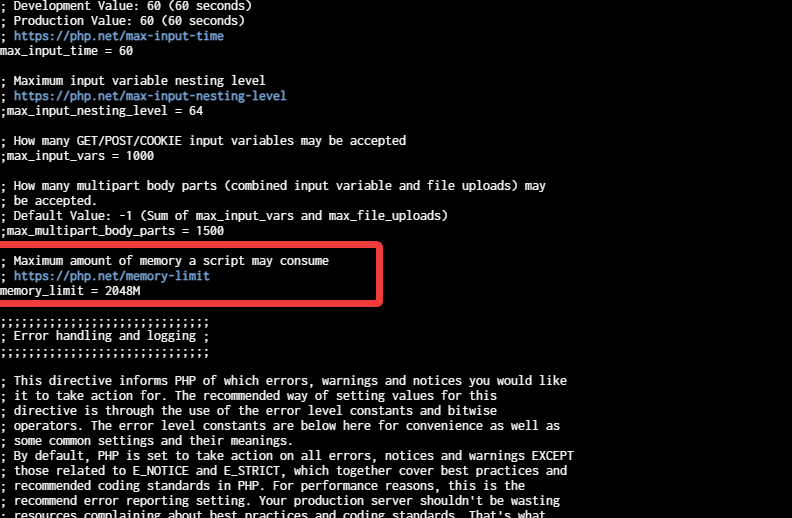 ; Development Value: 60 (60 seconds)
; Production Value: 60 (60 seconds)
; https://php.net/max-input-time
max_input_time = 60
; Maximum input variable nesting level
; https://php.net/max-input-nesting-level
;max_input_nesting_level = 64
; How many GET/POST/COOKIE input variables may be accepted
;max_input_vars = 1000
; How many multipart body parts (combined input variable and file uploads) may
; be accepted.
; Default Value: -1 (Sum of max_input_vars and max_file_uploads)
;max_multipart_body_parts = 1500
; Maximum amount of memory a script may consume
; https://php.net/memory-limit
memory_limit = 2048M
;;;;;;;;;;;;;;;;;;;;;;;;;;;;;;
; Error handling and logging ;
;;;;;;;;;;;;;;;;;;;;;;;;;;;;;;
; This directive informs PHP of which errors, warnings and notices you would like
; it to take action for. The recommended way of setting values for this
; directive is through the use of the error level constants and bitwise
; operators. The error level constants are below here for convenience as well as
; some common settings and their meanings.
; By default, PHP is set to take action on all errors, notices and warnings EXCEPT
; those related to E_NOTICE and E_STRICT, which together cover best practices and
; recommended coding standards in PHP. For performance reasons, this is the
; recommend error reporting setting. Your production server shouldn't be wasting
; resources complaining about best practices and coding standards. That's what